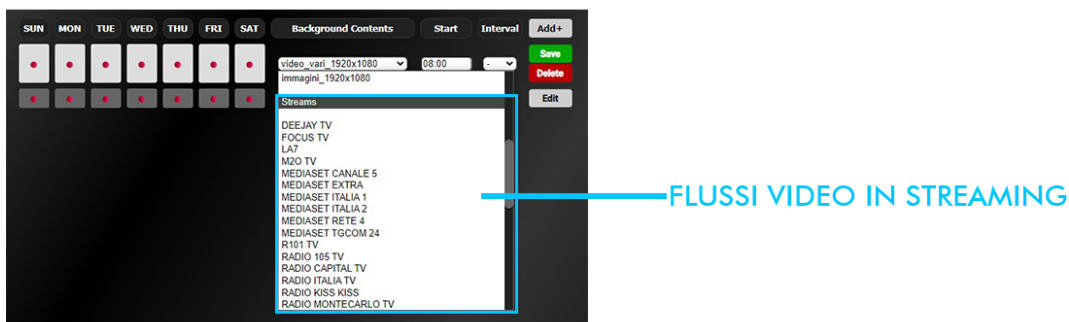 SUN MON TUE WED THU FRI SAT Background Contents Start Interval Add+
Save
video_vari_1920x1080 08:00 -
Delete
immagini_1920x1080
Edit
Streams
DEEJAY TV
FOCUS TV
LA7
M2O TV
MEDIASET CANALE 5
MEDIASET EXTRA
MEDIASET ITALIA 1
MEDIASET ITALIA 2
MEDIASET RETE 4
MEDIASET TGCOM 24
R101 TV
RADIO 105 TV
RADIO CAPITAL TV
RADIO ITALIA TV
RADIO KISS KISS
RADIO MONTECARLO TV
FLUSSI VIDEO IN STREAMING